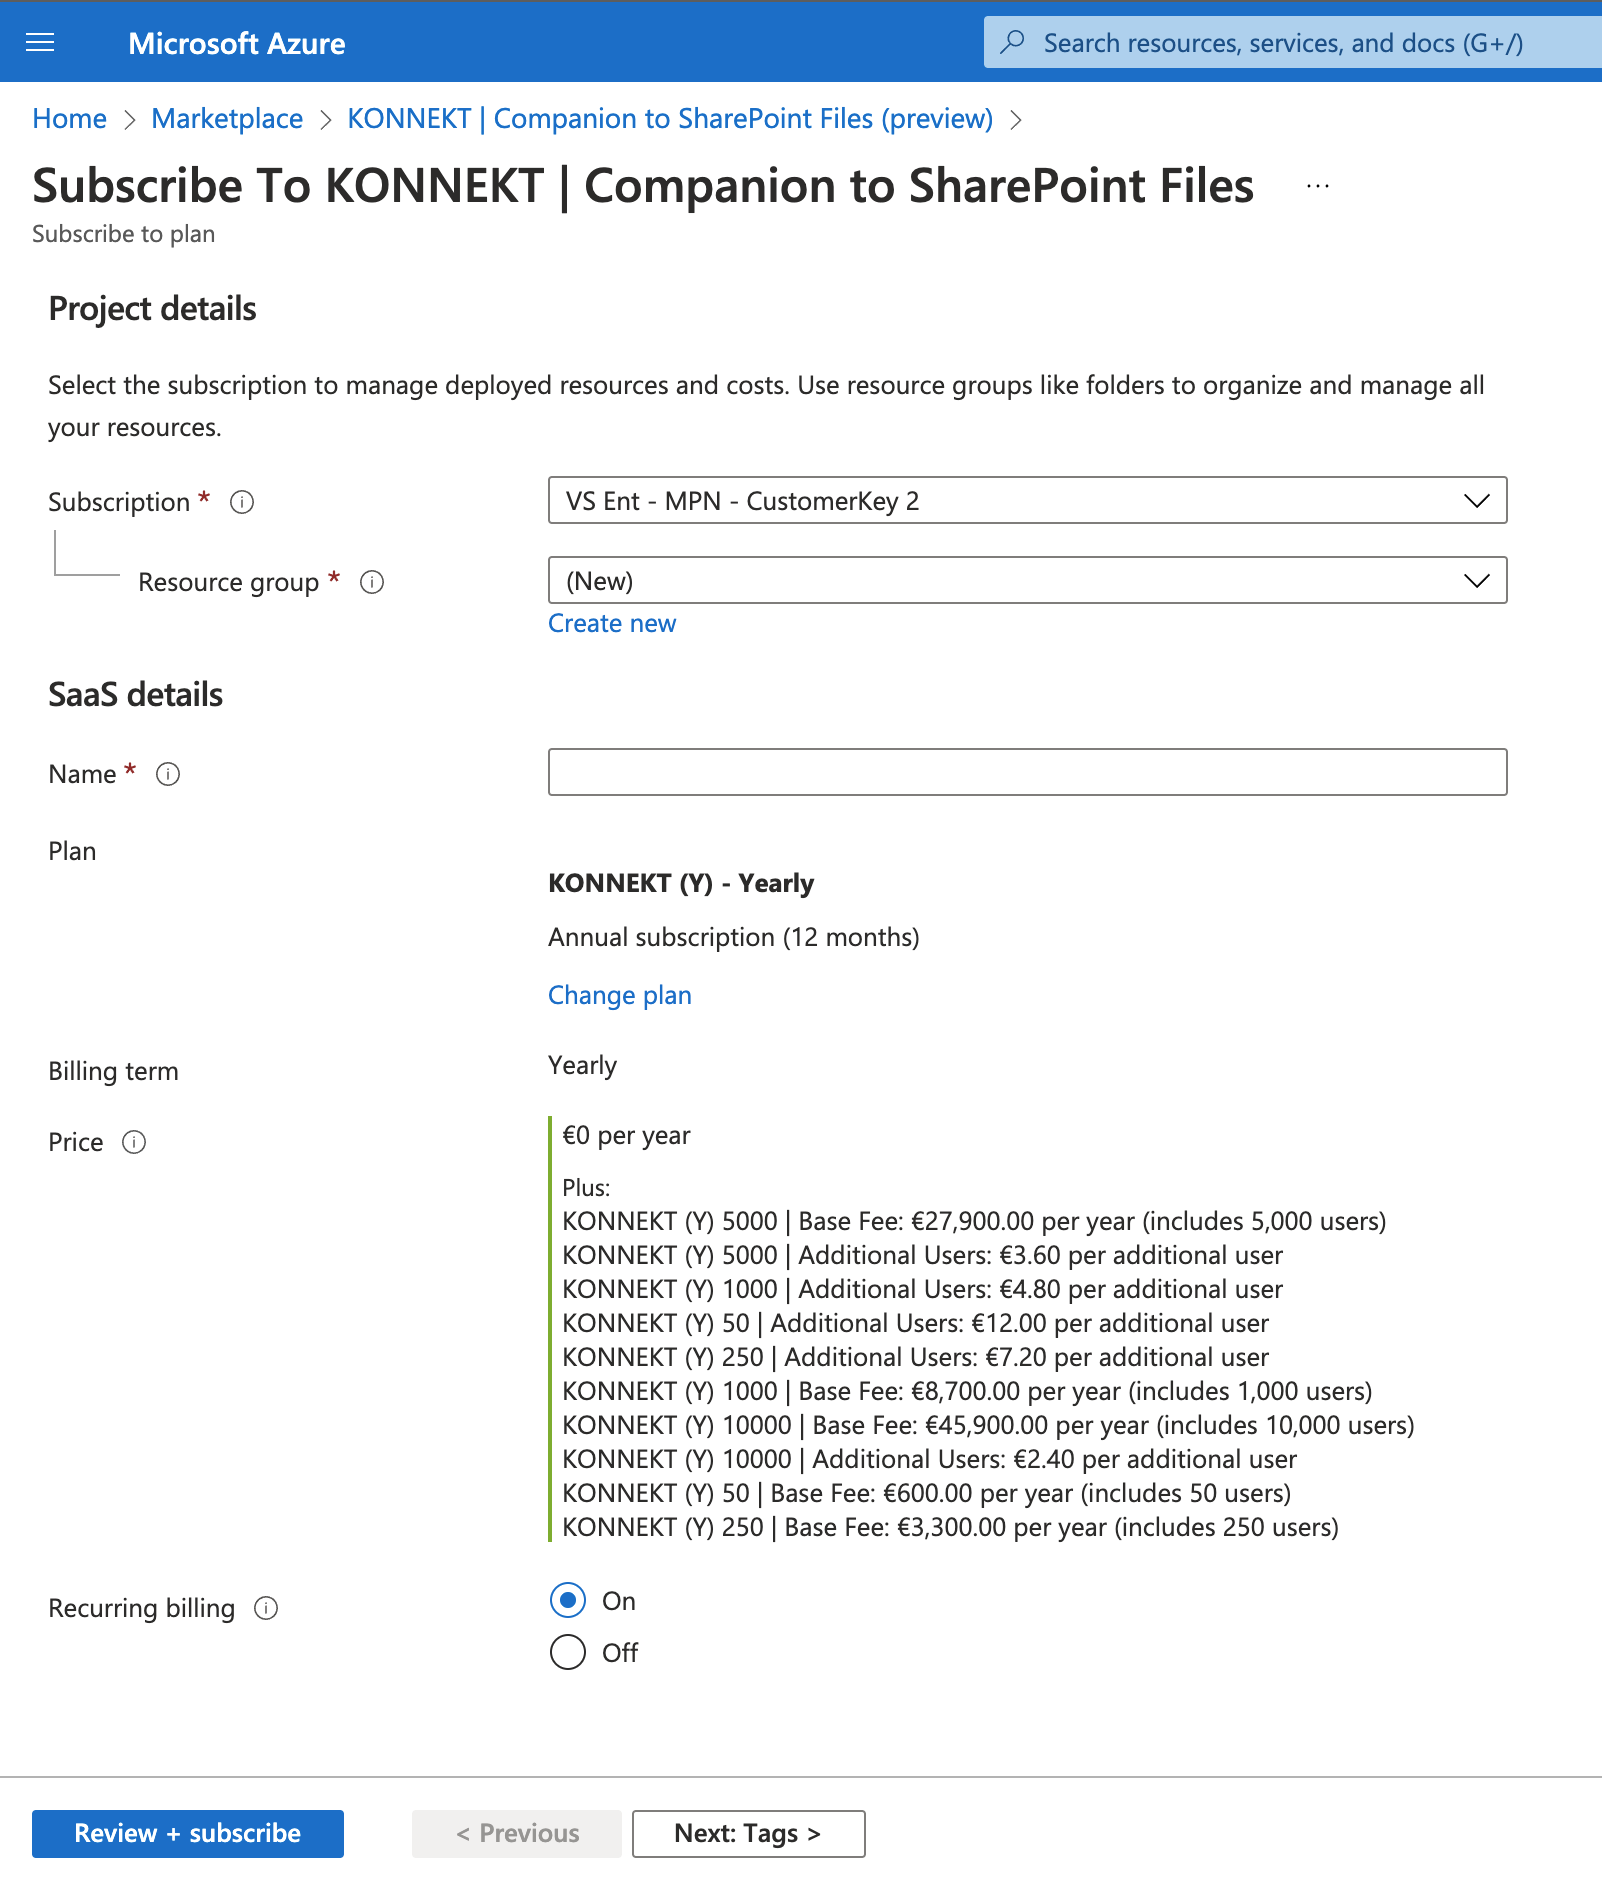 Microsoft Azure
Search resources, services, and docs (G+/)
Home > Marketplace > KONNEKT | Companion to SharePoint Files (preview) >
Subscribe To KONNEKT | Companion to SharePoint Files ...
Subscribe to plan
Project details
Select the subscription to manage deployed resources and costs. Use resource groups like folders to organize and manage all
your resources.
Subscription *
VS Ent - MPN - CustomerKey 2
Resource group *
(New)
Create new
SaaS details
Name *
Plan
KONNEKT (Y) - Yearly
Annual subscription (12 months)
Change plan
Billing term
Yearly
Price
€0 per year
Plus:
KONNEKT (Y) 5000 | Base Fee: €27,900.00 per year (includes 5,000 users)
KONNEKT (Y) 5000 | Additional Users: €3.60 per additional user
KONNEKT (Y) 1000 | Additional Users: €4.80 per additional user
KONNEKT (Y) 50 | Additional Users: €12.00 per additional user
KONNEKT (Y) 250 | Additional Users: €7.20 per additional user
KONNEKT (Y) 1000 | Base Fee: €8,700.00 per year (includes 1,000 users)
KONNEKT (Y) 10000 | Base Fee: €45,900.00 per year (includes 10,000 users)
KONNEKT (Y) 10000 | Additional Users: €2.40 per additional user
KONNEKT (Y) 50 | Base Fee: €600.00 per year (includes 50 users)
KONNEKT (Y) 250 | Base Fee: €3,300.00 per year (includes 250 users)
Recurring billing
On
Off
Review + subscribe
< Previous
Next: Tags >